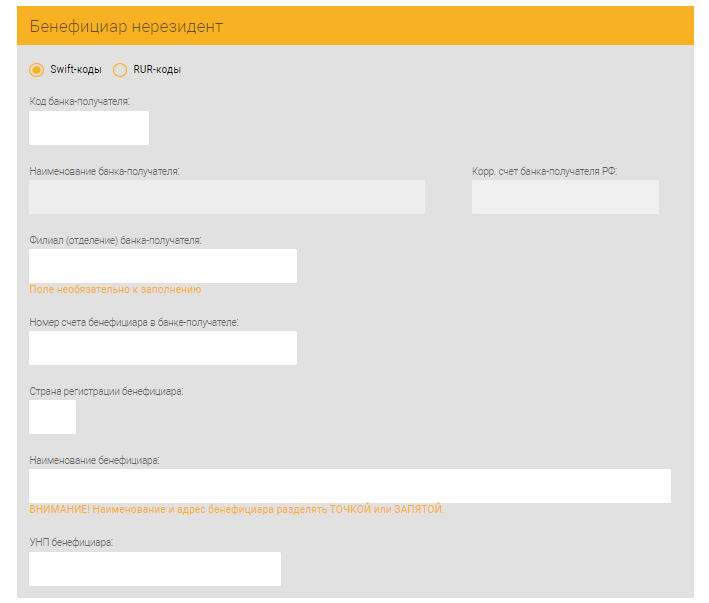 Бенефициар нерезидент
Swift-коды RUR-коды
Код банка-получателя:
Наименование банка-получателя: Корр. счет банка-получателя РФ:
Филиал (отделение) банка-получателя:
Поле необязательно к заполнению
Номер счета бенефициара в банке-получателе:
Страна регистрации бенефициара:
Наименование бенефициара:
ВНИМАНИЕ! Наименование и адрес бенефициара разделять ТОЧКОЙ или ЗАПЯТОЙ.
УНП бенефициара: